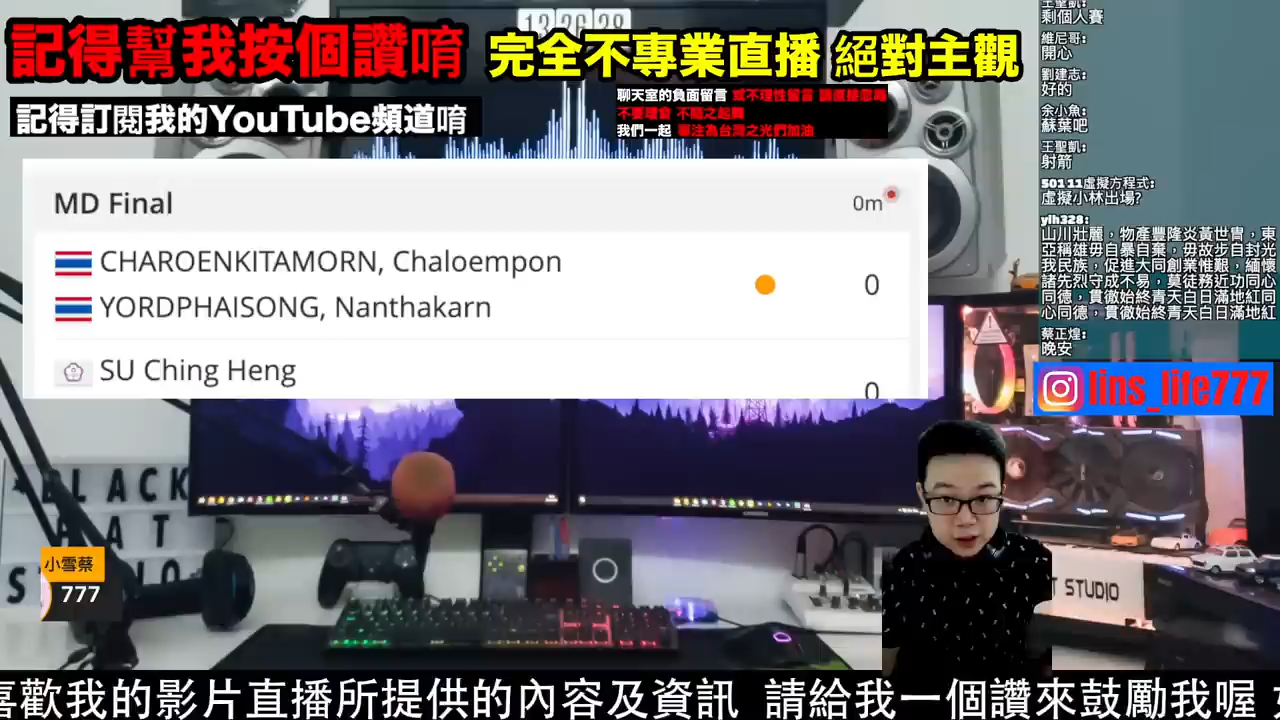 記得幫我按個讚唷
完全不專業直播 絕對主觀
記得訂閱我的YouTube頻道唷
聊天室的負面留言 或不理性留言 請直接忽略
不要理會 不隨之起舞
我們一起 專注為台灣之光們加油
MD Final
0m
CHAROENKITAMORN, Chaloempon
YORDPHAISONG, Nanthakarn
0
SU Ching Heng
0
王聖凱:
剩個人賽
維尼哥:
開心
劉建志:
好的
余小魚:
蘇葉吧
王聖凱:
射箭
501 11虛擬方程式:
虛擬小林出場?
ylh328:
山川壯麗,物產豐隆炎黃世冑,東
亞稱雄毋自暴自棄,毋故步自封光
我民族,促進大同創業惟艱,緬懷
諸先烈守成不易,莫徒務近功同心
同德,貫徹始終青天白日滿地紅同
心同德,貫徹始終青天白日滿地紅
蔡正煌:
晚安
lins_life777
BLACK
AT
S
小雪蔡
777
T STUDIO
喜歡我的影片直播所提供的內容及資訊 請給我一個讚來鼓勵我喔